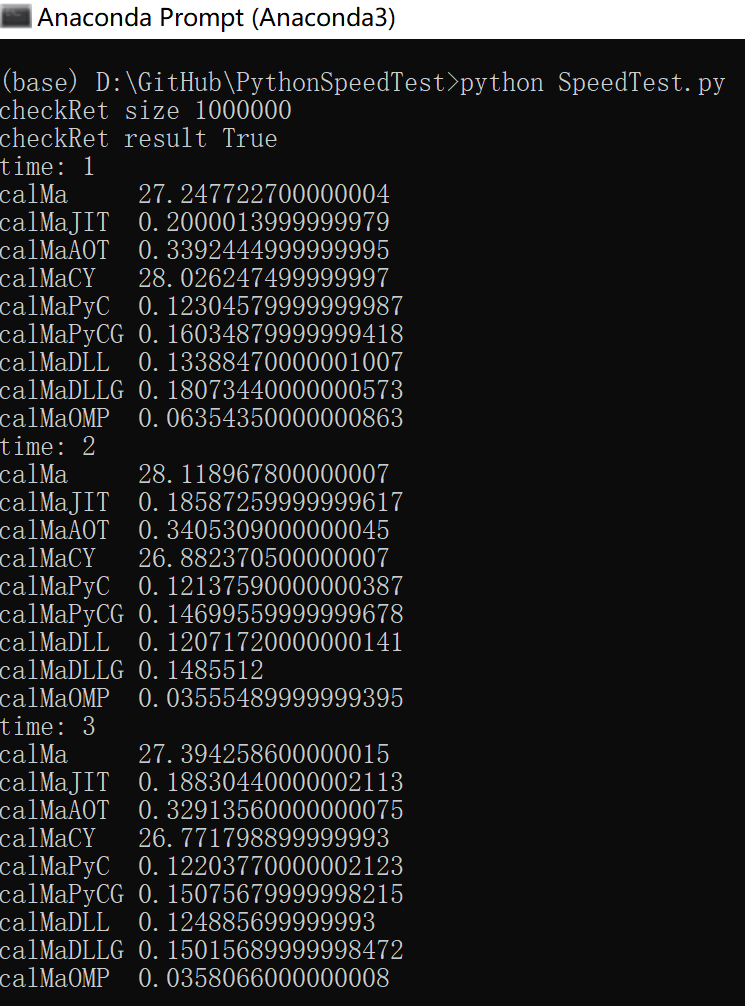 Anaconda Prompt (Anaconda3)
(base) D:\GitHub\PythonSpeedTest>python SpeedTest.py
checkRet size 1000000
checkRet result True
time: 1
calMa     27.247722700000004
calMaJIT  0.2000013999999979
calMaAOT  0.3392444999999995
calMaCY   28.026247499999997
calMaPyC  0.12304579999999987
calMaPyCG 0.16034879999999418
calMaDLL  0.13388470000001007
calMaDLLG 0.18073440000000573
calMaOMP  0.06354350000000863
time: 2
calMa     28.118967800000007
calMaJIT  0.18587259999999617
calMaAOT  0.3405309000000045
calMaCY   26.882370500000007
calMaPyC  0.12137590000000387
calMaPyCG 0.14699559999999678
calMaDLL  0.12071720000000141
calMaDLLG 0.1485512
calMaOMP  0.03555489999999395
time: 3
calMa     27.394258600000015
calMaJIT  0.18830440000002113
calMaAOT  0.32913560000000075
calMaCY   26.771798899999993
calMaPyC  0.12203770000002123
calMaPyCG 0.15075679999998215
calMaDLL  0.124885699999993
calMaDLLG 0.15015689999998472
calMaOMP  0.0358066000000008